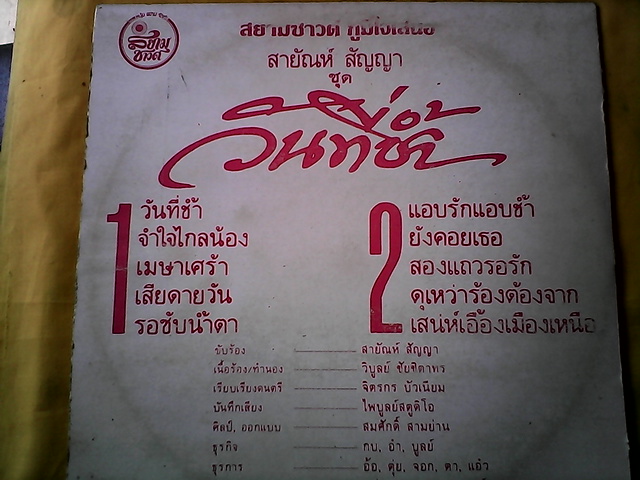 สยาม
ซาวด์
สยามซาวด์ ภูมิใจเสนอ
สายัณห์ สัญญา
ชุด
วันที่ช้ำ
1
วันที่ช้ำ
จำใจไกลน้อง
เมษาเศร้า
เสียดายวัน
รอซับน้ำตา
2
แอบรักแอบช้ำ
ยังคอยเธอ
สองแถวรอรัก
ดุเหว่าร้องต้องจาก
เสน่ห์เอื้องเมืองเหนือ
ขับร้อง สายัณห์ สัญญา
เนื้อร้อง/ทำนอง วิบูลย์
เรียบเรียงดนตรี จิตรกร บัวเนียม
บันทึกเสียง ไพบูลย์สตูดิโอ
ศิลป์, ออกแบบ สมศักดิ์ สามย่าน
ธุรกิจ กบ, อำ, บูลย์
ธุรการ อ้อ, ตุ่ย, จอก, ตา, แอ๋ว